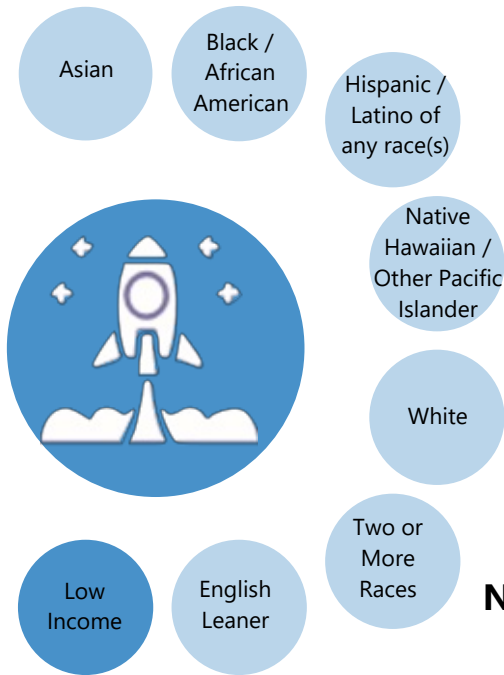 Asian
Black /
African
American
Hispanic /
Latino of
any race(s)
Native
Hawaiian /
Other Pacific
Islander
White
Two or
More
Races
English
Leaner
Low
Income
N